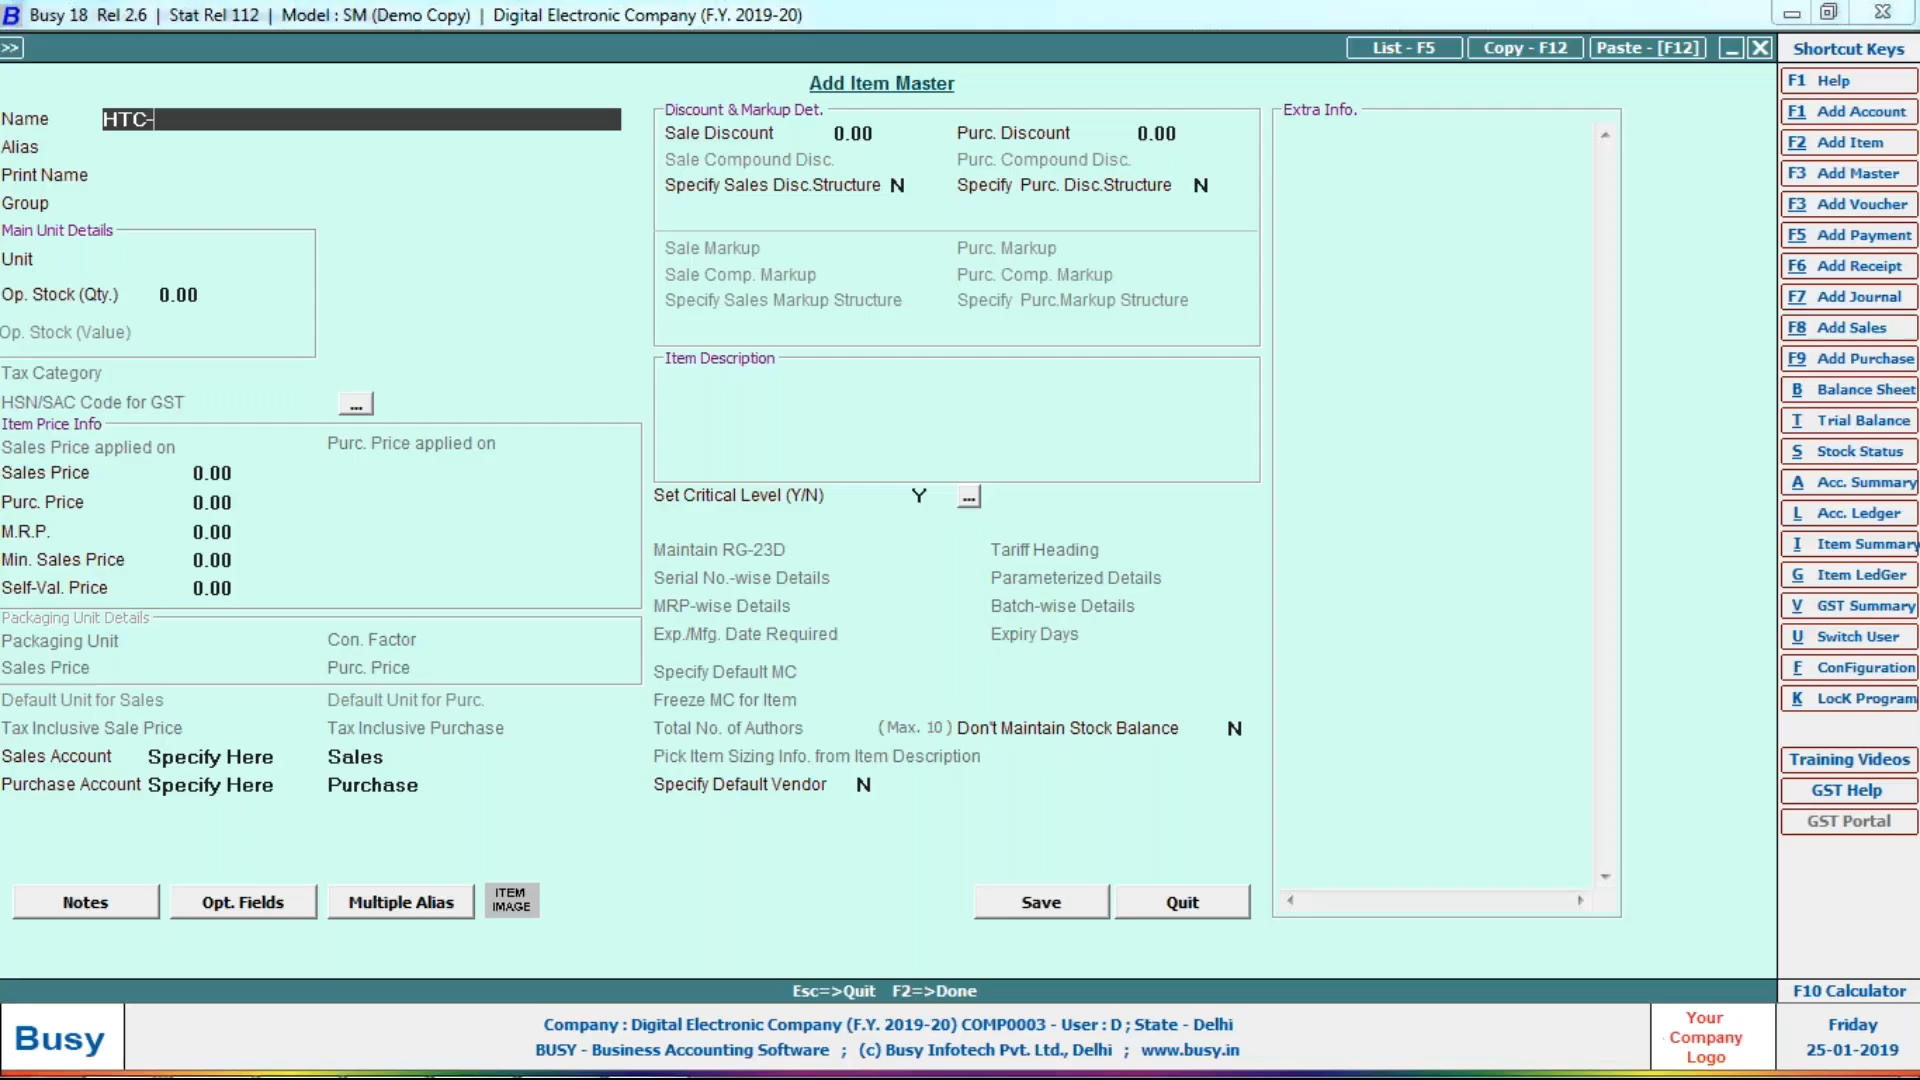 B Busy 18 Rel 2.6 | Stat Rel 112 | Model : SM (Demo Copy) | Digital Electronic Company (F.Y. 2019-20)
>> List - F5 Copy - F12 Paste - [F12]
Add Item Master
Name HTC-
Alias
Print Name
Group
Main Unit Details
Unit
Op. Stock (Qty.) 0.00
Op. Stock (Value)
Tax Category
HSN/SAC Code for GST ...
Item Price Info
Sales Price applied on Purc. Price applied on
Sales Price 0.00
Purc. Price 0.00
M.R.P. 0.00
Min. Sales Price 0.00
Self-Val. Price 0.00
Packaging Unit Details
Packaging Unit Con. Factor
Sales Price Purc. Price
Default Unit for Sales Default Unit for Purc.
Tax Inclusive Sale Price Tax Inclusive Purchase
Sales Account Specify Here Sales
Purchase Account Specify Here Purchase
Discount & Markup Det.
Sale Discount 0.00 Purc. Discount 0.00
Sale Compound Disc. Purc. Compound Disc.
Specify Sales Disc.Structure N Specify Purc. Disc.Structure N
Sale Markup Purc. Markup
Sale Comp. Markup Purc. Comp. Markup
Specify Sales Markup Structure Specify Purc.Markup Structure
Item Description
Set Critical Level (Y/N) Y ...
Maintain RG-23D Tariff Heading
Serial No.-wise Details Parameterized Details
MRP-wise Details Batch-wise Details
Exp./Mfg. Date Required Expiry Days
Specify Default MC
Freeze MC for Item
Total No. of Authors (Max. 10) Don't Maintain Stock Balance N
Pick Item Sizing Info. from Item Description
Specify Default Vendor N
Extra Info.
Notes Opt. Fields Multiple Alias ITEM
IMAGE
Save Quit
Esc=>Quit F2=>Done
Shortcut Keys
F1 Help
F1 Add Account
F2 Add Item
F3 Add Master
F3 Add Voucher
F5 Add Payment
F6 Add Receipt
F7 Add Journal
F8 Add Sales
F9 Add Purchase
B Balance Sheet
T Trial Balance
S Stock Status
A Acc. Summary
L Acc. Ledger
I Item Summary
G Item LedGer
V GST Summary
U Switch User
F ConFiguration
K LocK Program
Training Videos
GST Help
GST Portal
F10 Calculator
Busy
Company : Digital Electronic Company (F.Y. 2019-20) COMP0003 - User : D ; State - Delhi
BUSY - Business Accounting Software ; (c) Busy Infotech Pvt. Ltd., Delhi ; www.busy.in
Your
Company
Logo
Friday
25-01-2019